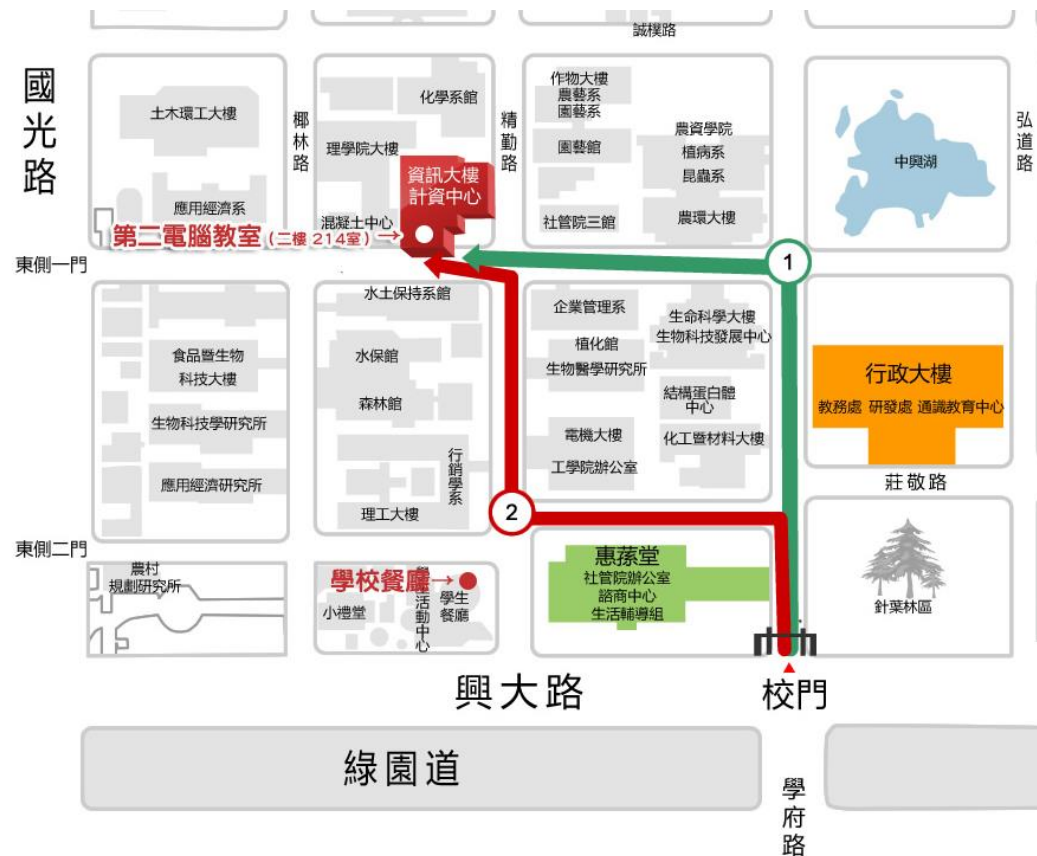 誠樸路
國光路
土木環工大樓
應用經濟系
椰林路
化學系館
理學院大樓
資訊大樓
計資中心
混凝土中心
第二電腦教室 (二樓 214室) →
精勤路
作物大樓
農藝系
園藝系
園藝館
社管院三館
農資學院
植病系
昆蟲系
農環大樓
中興湖
弘道路
1
東側一門
食品暨生物
科技大樓
生物科技學研究所
應用經濟研究所
水土保持系館
水保館
森林館
行銷學系
理工大樓
企業管理系
植化館
生物醫學研究所
電機大樓
工學院辦公室
生命科學大樓
生物科技發展中心
結構蛋白體
中心
化工暨材料大樓
行政大樓
教務處 研發處 通識教育中心
莊敬路
2
東側二門
農村
規劃研究所
學校餐廳→
小禮堂
學生活動中心
學生
餐廳
惠蓀堂
社管院辦公室
諮商中心
生活輔導組
針葉林區
興大路
校門
綠園道
學府路